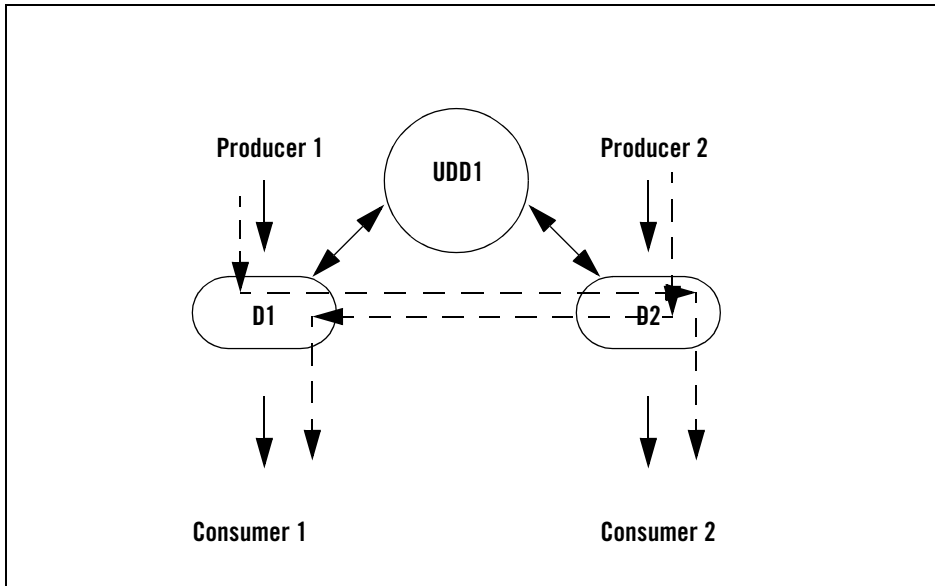 Producer 1
UDD1
Producer 2
D1
D2
Consumer 1
Consumer 2